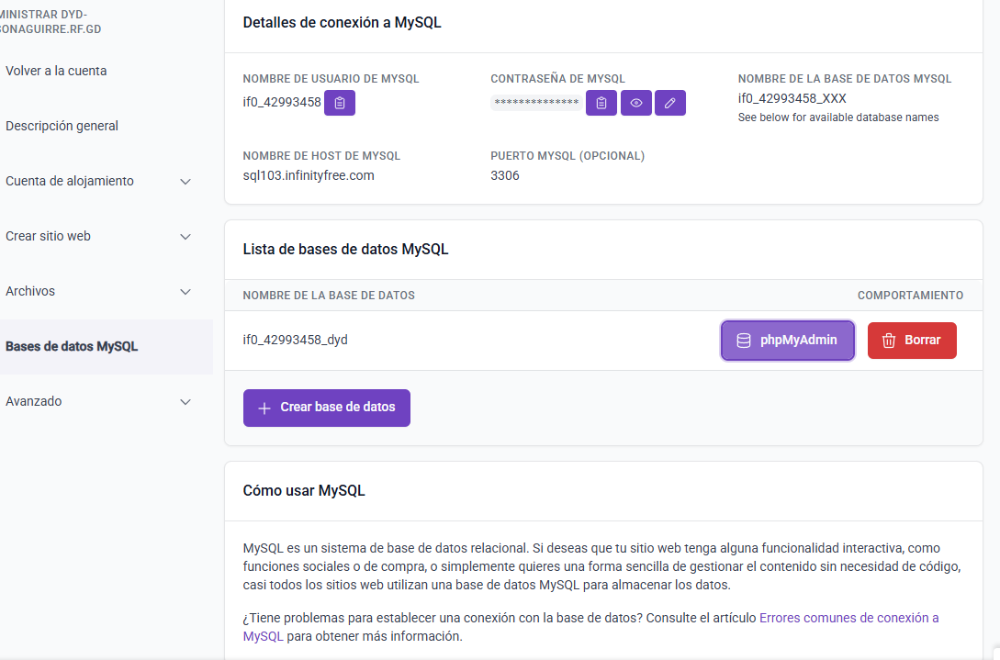 MINISTRAR DYD-
SONAGUIRRE.RF.GD
Volver a la cuenta
Descripción general
Cuenta de alojamiento
Crear sitio web
Archivos
Bases de datos MySQL
Avanzado
Detalles de conexión a MySQL
NOMBRE DE USUARIO DE MYSQL
if0_42993458
CONTRASEÑA DE MYSQL
**************
NOMBRE DE LA BASE DE DATOS MYSQL
if0_42993458_XXX
See below for available database names
NOMBRE DE HOST DE MYSQL
sql103.infinityfree.com
PUERTO MYSQL (OPCIONAL)
3306
Lista de bases de datos MySQL
NOMBRE DE LA BASE DE DATOS COMPORTAMIENTO
if0_42993458_dyd phpMyAdmin Borrar
Crear base de datos
Cómo usar MySQL
MySQL es un sistema de base de datos relacional. Si deseas que tu sitio web tenga alguna funcionalidad interactiva, como
funciones sociales o de compra, o simplemente quieres una forma sencilla de gestionar el contenido sin necesidad de código,
casi todos los sitios web utilizan una base de datos MySQL para almacenar los datos.
¿Tiene problemas para establecer una conexión con la base de datos? Consulte el artículo Errores comunes de conexión a
MySQL para obtener más información.